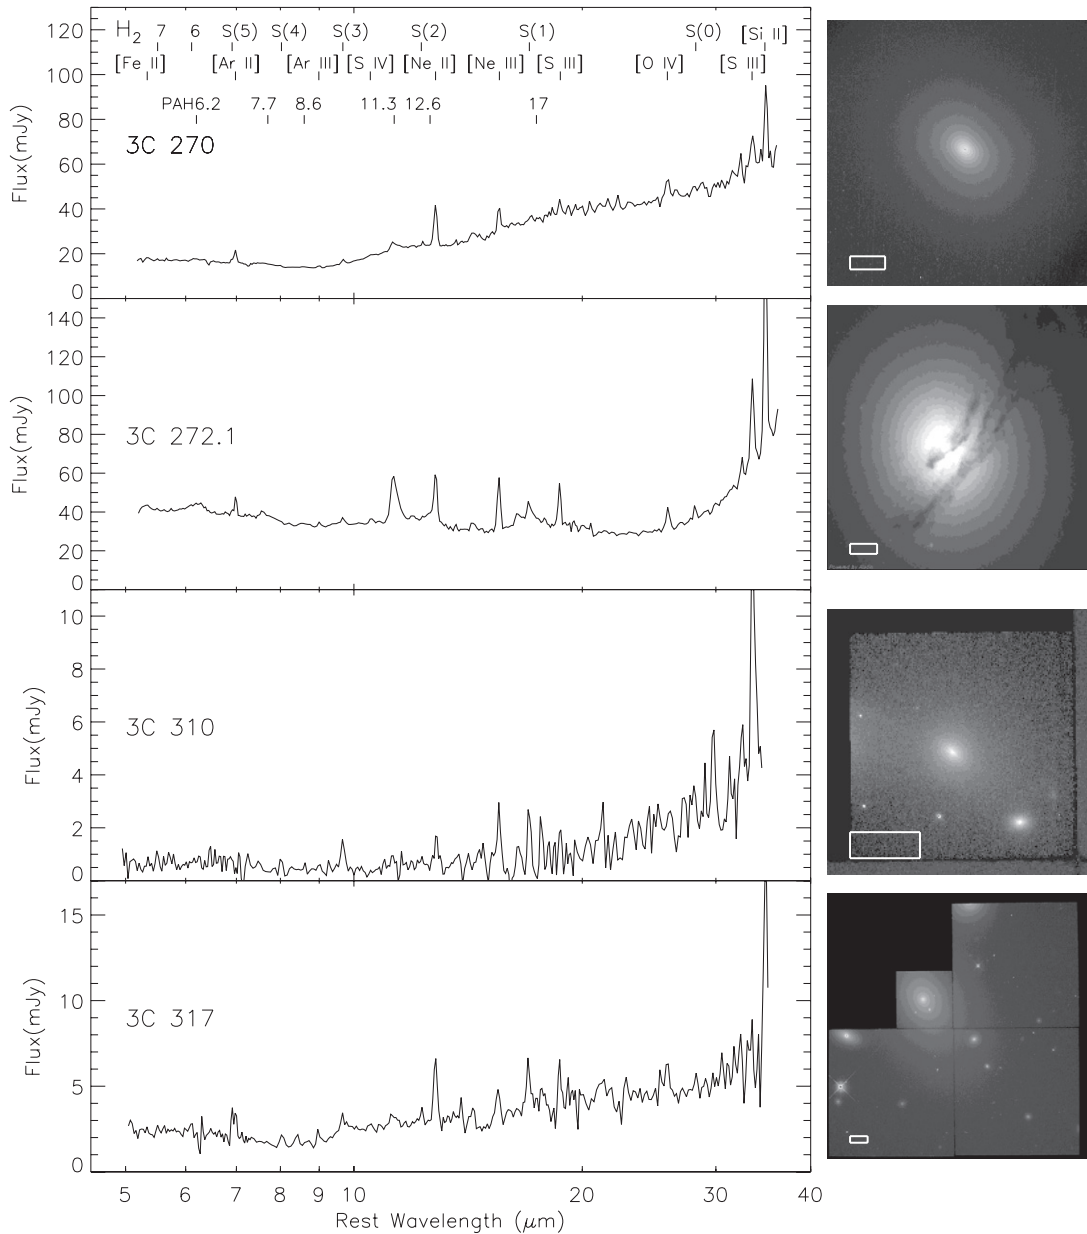 H2 7 6 S(5) S(4) S(3) S(2) S(1) S(0) [Si II]
[Fe II] [Ar II] [Ar III] [S IV] [Ne II] [Ne III] [S III] [O IV] [S III]
PAH6.2 7.7 8.6 11.3 12.6 17
3C 270
Flux(mJy)
120
100
80
60
40
20
0
3C 272.1
Flux(mJy)
140
120
100
80
60
40
20
0
3C 310
Flux(mJy)
10
8
6
4
2
0
3C 317
Flux(mJy)
15
10
5
0
5 6 7 8 9 10 20 30 40
Rest Wavelength (μm)